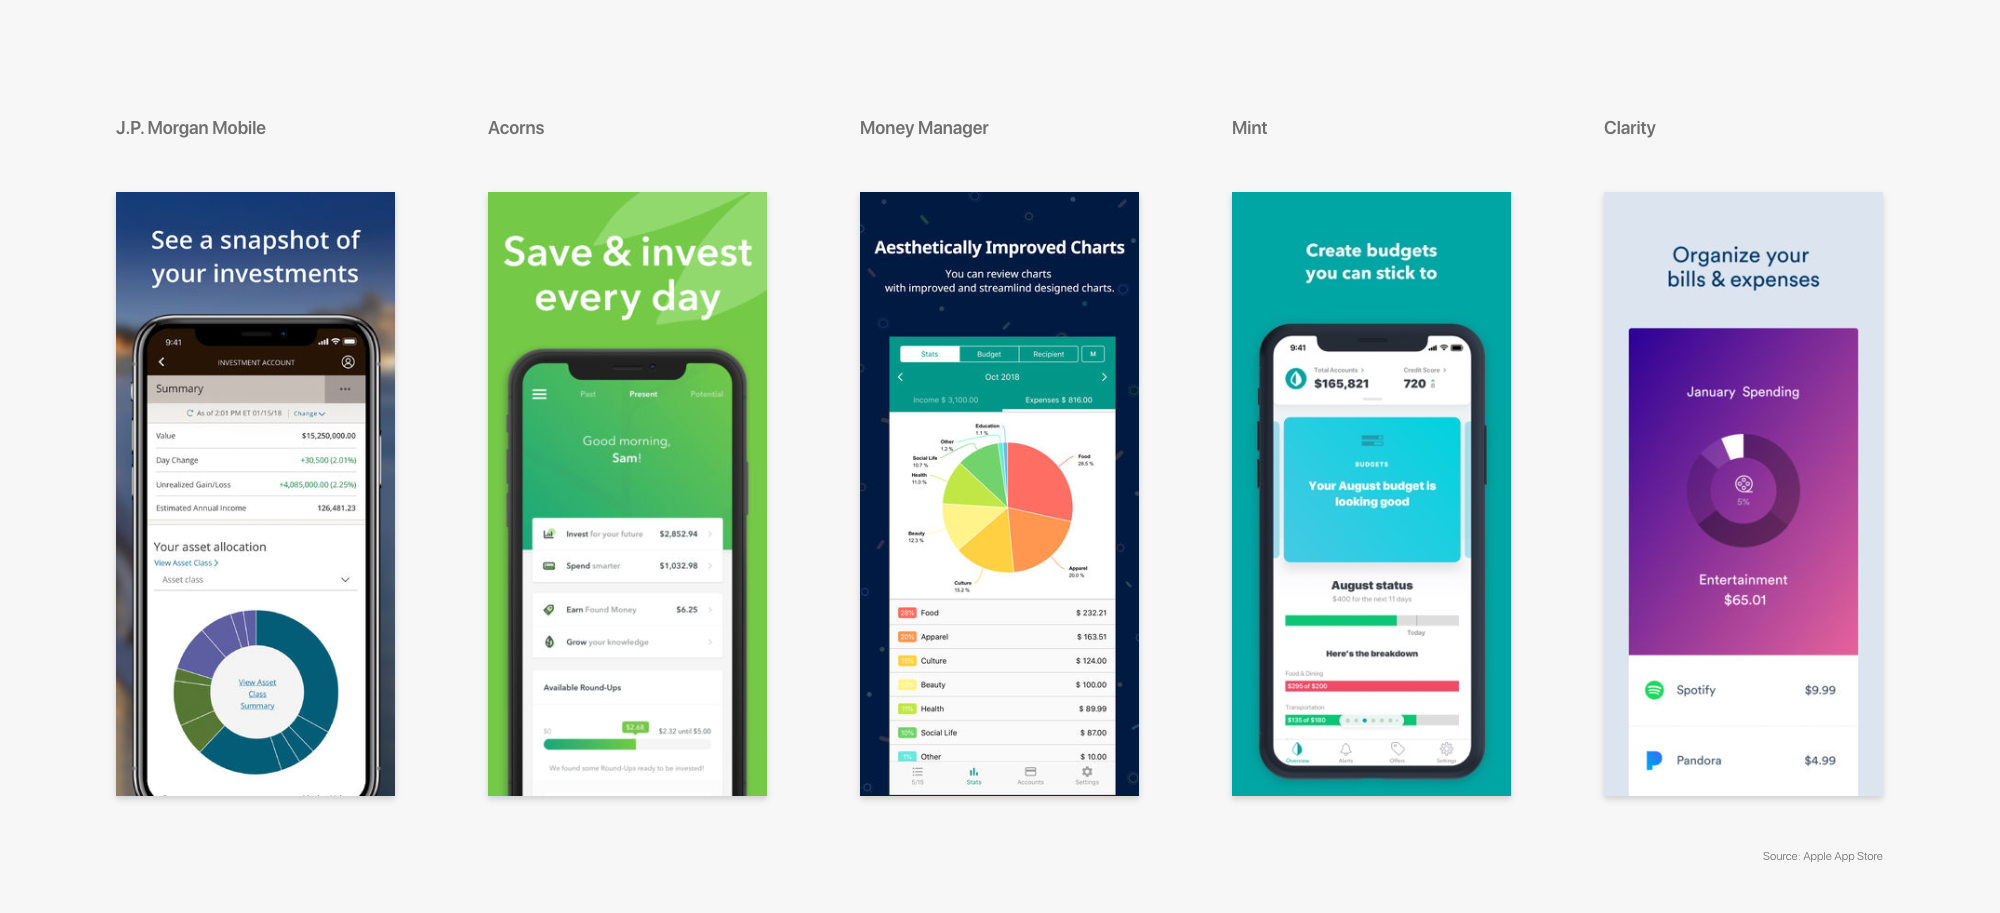 J.P. Morgan Mobile
See a snapshot of
your investments
9:41
INVESTMENT ACCOUNT
Summary
As of 2:01 PM ET 01/15/18 | Change
Value $15,250,000.00
Day Change +30,500 (2.01%)
Unrealized Gain/Loss +4,085,000.00 (2.25%)
Estimated Annual Income 126,481.23
Your asset allocation
View Asset Class >
Asset class
View Asset
Class
Summary
Acorns
Save & invest
every day
Past Present Potential
Good morning,
Sam!
Invest for your future $2,852.94
Spend smarter $1,032.98
Earn Found Money $6.25
Grow your knowledge
Available Round-Ups
$0 $2.68 $2.32 until $5.00
We found some Round-Ups ready to be invested!
Money Manager
Aesthetically Improved Charts
You can review charts
with improved and streamlind designed charts.
Stats Budget Recipient M
Oct 2018
Income $ 3,100.00 Expenses $ 816.00
Education
1.1 %
Other
1.2 %
Social Life
10.7 %
Health
11.0 %
Beauty
12.3 %
Culture
15.2 %
Apparel
20.0 %
Food
28.5 %
28% Food $ 232.21
20% Apparel $ 163.51
15% Culture $ 124.00
Beauty $ 100.00
11% Health $ 89.99
10% Social Life $ 87.00
1% Other $ 10.00
5/15 Stats Accounts Settings
Mint
Create budgets
you can stick to
9:41
Total Accounts > Credit Score >
$165,821 720
BUDGETS
Your August budget is
looking good
August status
$400 for the next 11 days
Today
Here's the breakdown
Food & Dining
$295 of $200
Transportation
$135 of $180
Overview Alerts Offers Settings
Clarity
Organize your
bills & expenses
January Spending
5%
Entertainment
$65.01
Spotify $9.99
Pandora $4.99
Source: Apple App Store